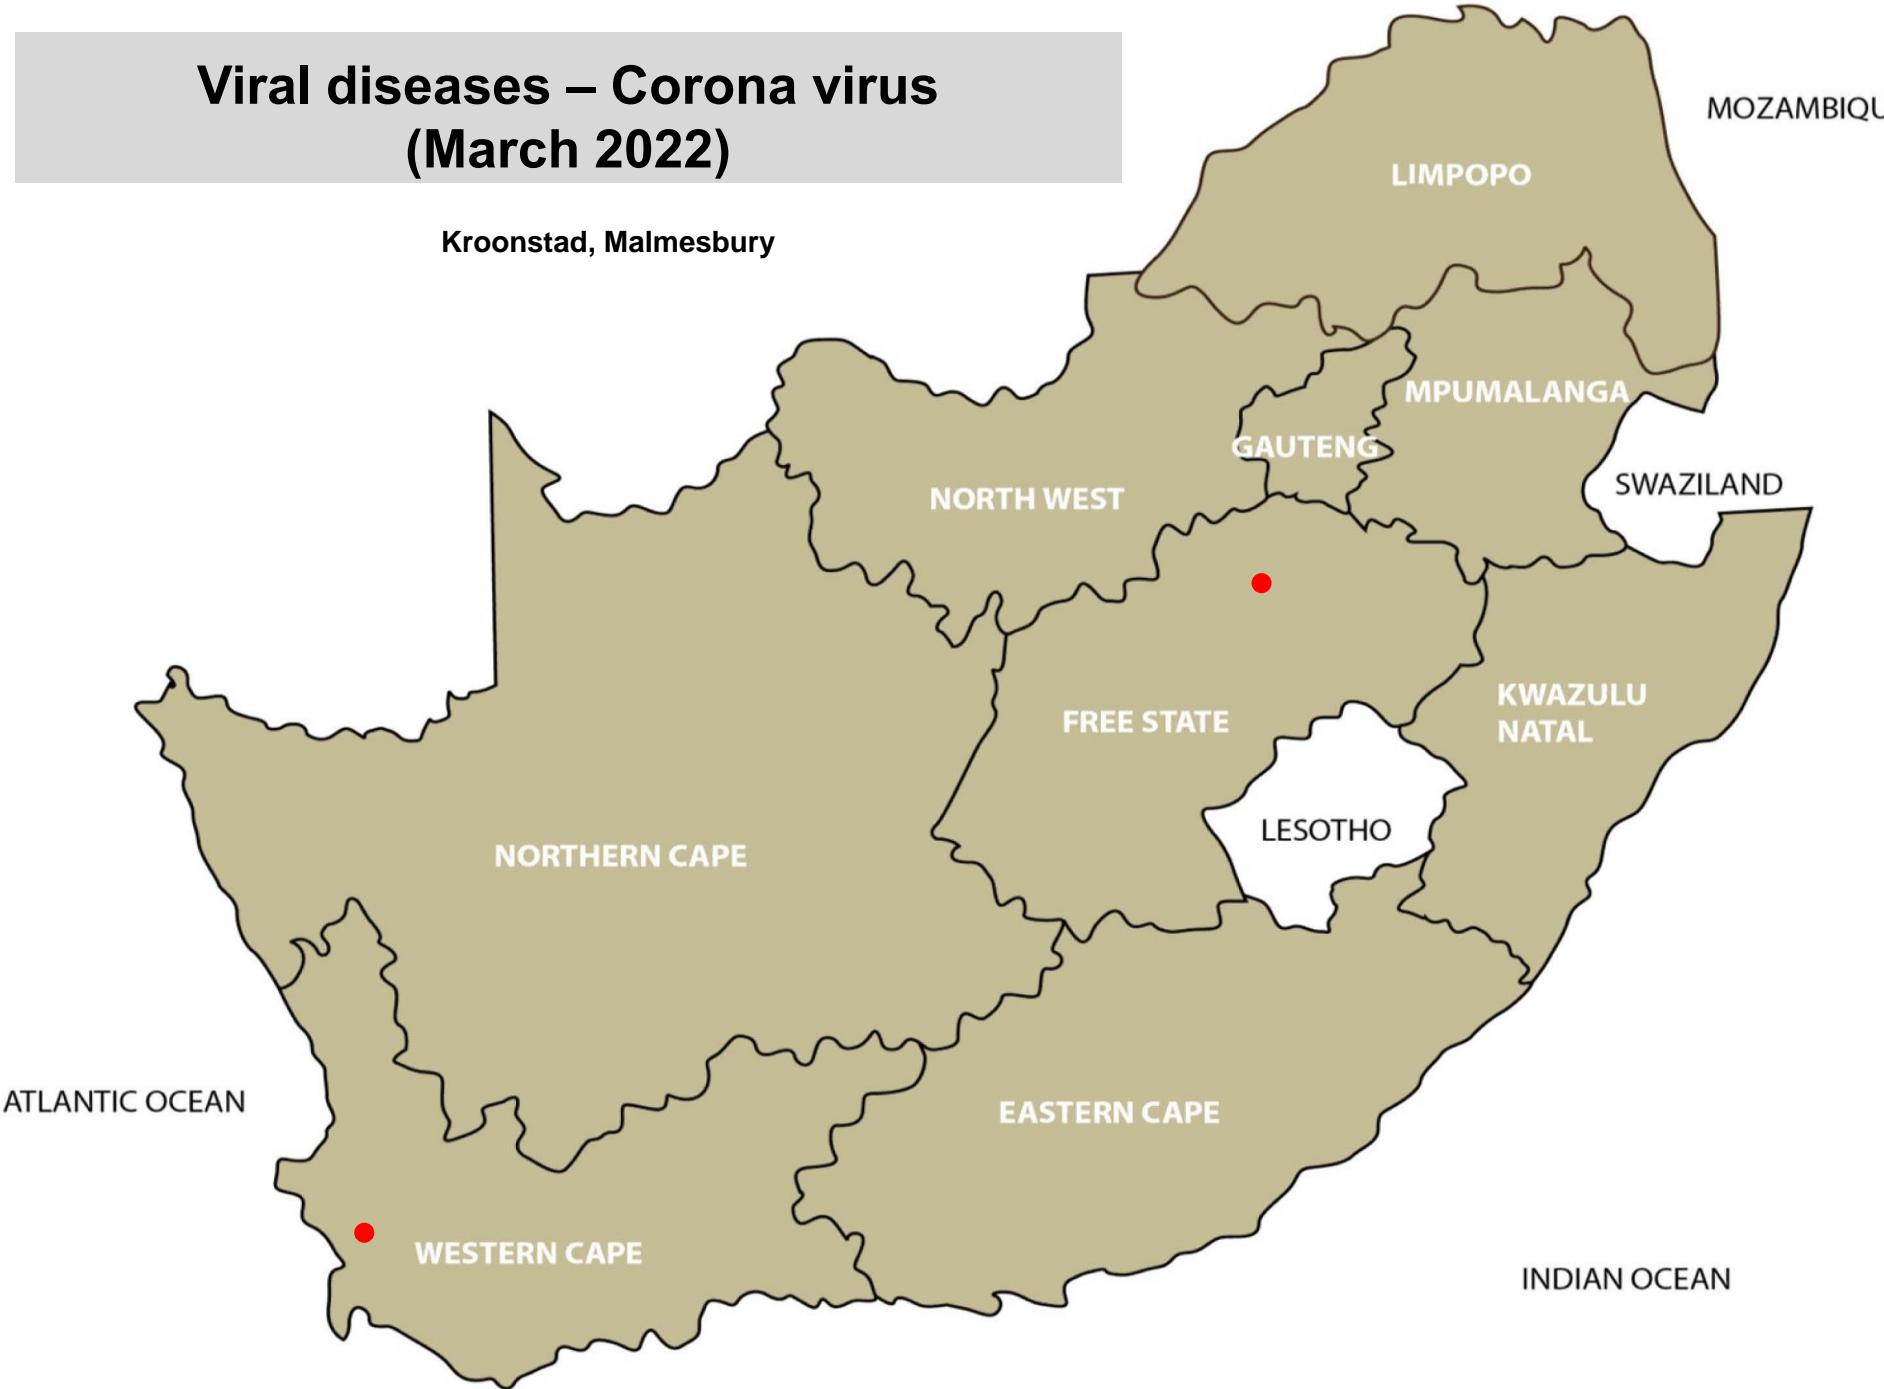 Viral diseases – Corona virus
(March 2022)
Kroonstad, Malmesbury
MOZAMBIQU
LIMPOPO
MPUMALANGA
GAUTENG
NORTH WEST
SWAZILAND
FREE STATE
KWAZULU
NATAL
LESOTHO
NORTHERN CAPE
ATLANTIC OCEAN
EASTERN CAPE
WESTERN CAPE
INDIAN OCEAN